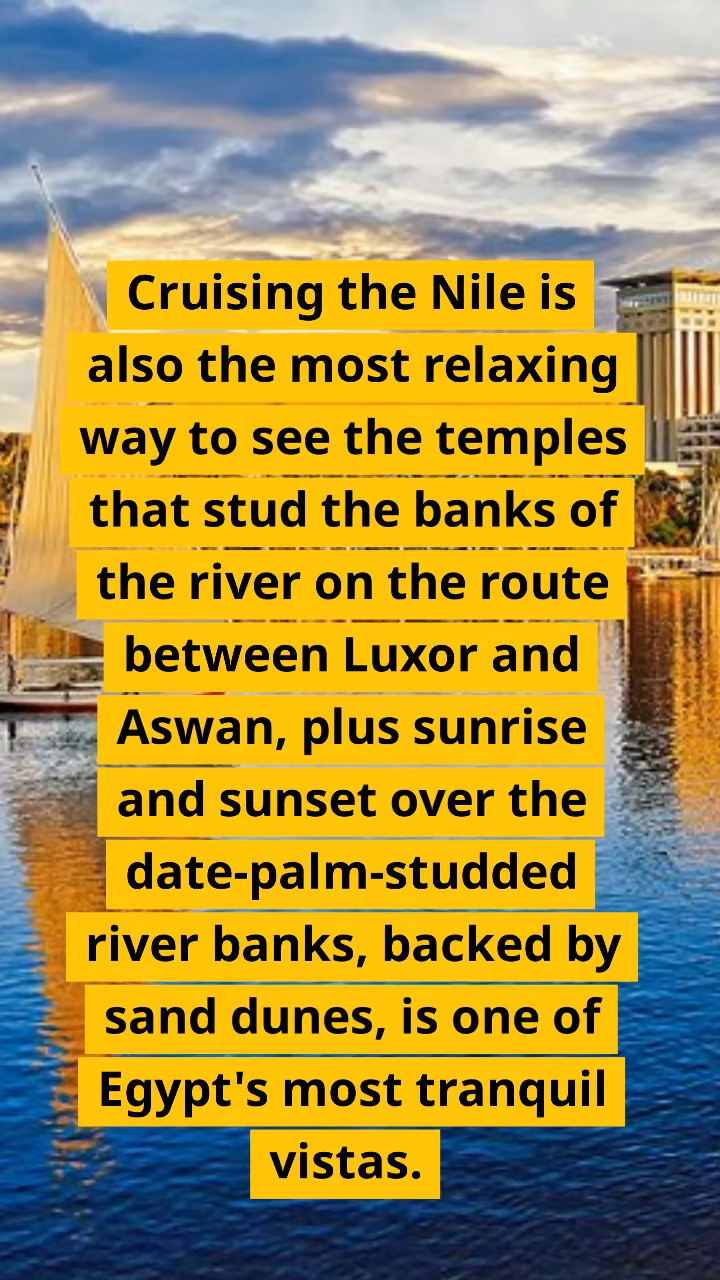 Cruising the Nile is
also the most relaxing
way to see the temples
that stud the banks of
the river on the route
between Luxor and
Aswan, plus sunrise
and sunset over the
date-palm-studded
river banks, backed by
sand dunes, is one of
Egypt's most tranquil
vistas.